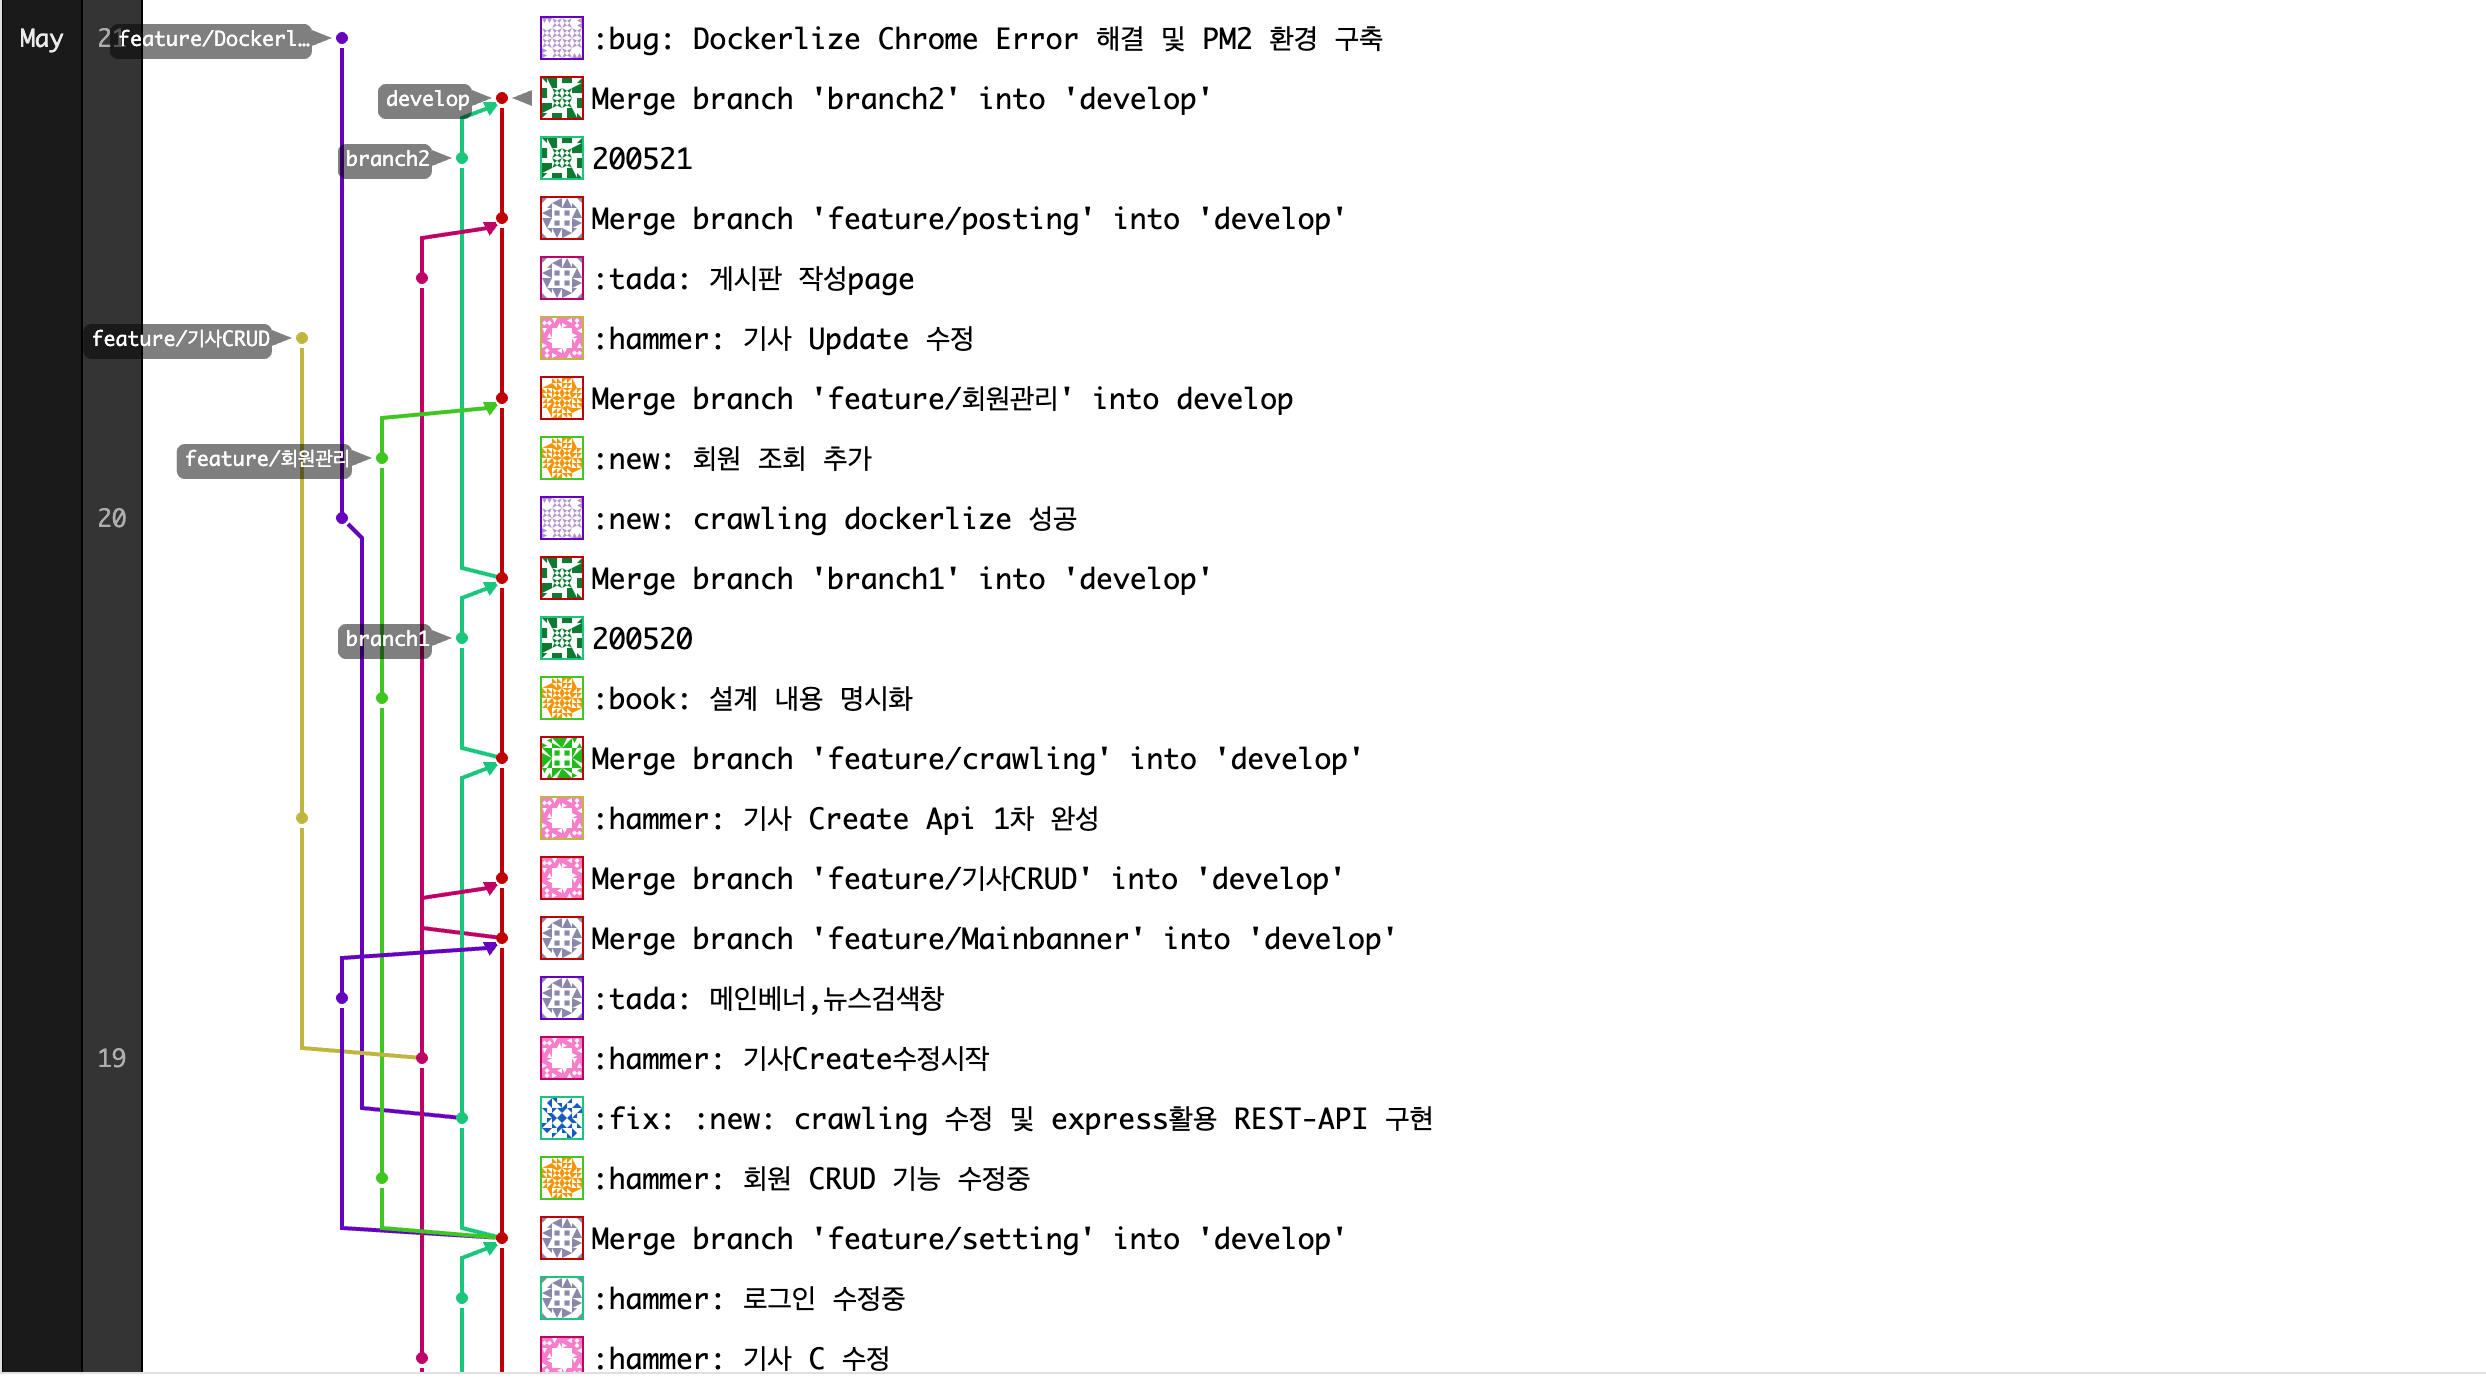 May 21 feature/Dockerl… :bug: Dockerlize Chrome Error 해결 및 PM2 환경 구축
develop Merge branch 'branch2' into 'develop'
branch2 200521
Merge branch 'feature/posting' into 'develop'
:tada: 게시판 작성page
feature/기사CRUD :hammer: 기사 Update 수정
Merge branch 'feature/회원관리' into develop
feature/회원관리 :new: 회원 조회 추가
20 :new: crawling dockerlize 성공
Merge branch 'branch1' into 'develop'
branch1 200520
:book: 설계 내용 명시화
Merge branch 'feature/crawling' into 'develop'
:hammer: 기사 Create Api 1차 완성
Merge branch 'feature/기사CRUD' into 'develop'
Merge branch 'feature/Mainbanner' into 'develop'
:tada: 메인베너,뉴스검색창
19 :hammer: 기사Create수정시작
:fix: :new: crawling 수정 및 express활용 REST-API 구현
:hammer: 회원 CRUD 기능 수정중
Merge branch 'feature/setting' into 'develop'
:hammer: 로그인 수정중
:hammer: 기사 C 수정